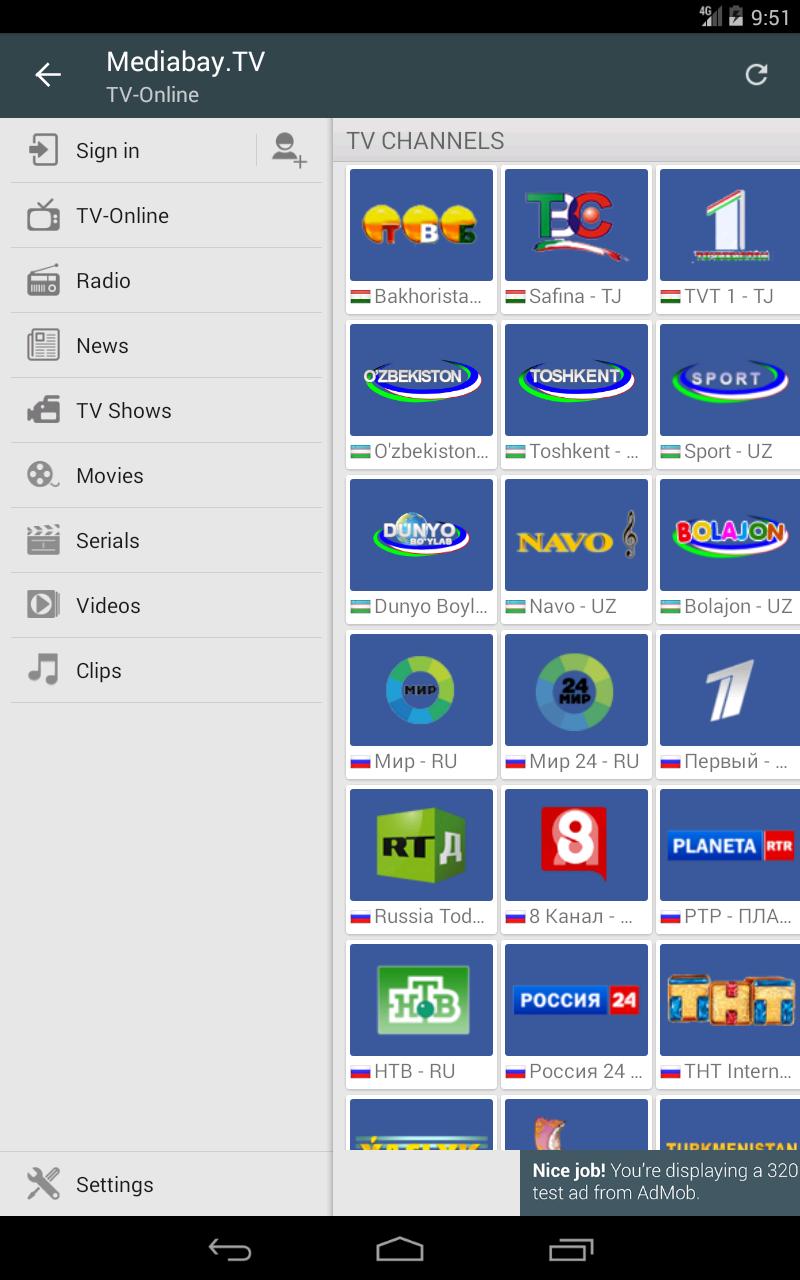 4G 9:51
Mediabay.TV
TV-Online
Sign in
TV-Online
Radio
News
TV Shows
Movies
Serials
Videos
Clips
Settings
TV CHANNELS
ТВБ
ТВС
1
Bakhorista...
Safina - TJ
TVT 1 - TJ
O'ZBEKISTON
TOSHKENT
SPORT
O'zbekiston...
Toshkent - ...
Sport - UZ
DUNYO
BO'YLAB
NAVO
BOLAJON
Dunyo Boyl...
Navo - UZ
Bolajon - UZ
МИР
24
МИР
1
Мир - RU
Мир 24 - RU
Первый - ...
RT Д
8
PLANETA RTR
Russia Tod...
8 Канал - ...
РТР - ПЛА...
НТВ
РОССИЯ 24
ТНТ
НТВ - RU
Россия 24 ...
ТНТ Intern...
TURKMENISTAN
Nice job! You're displaying a 320
test ad from AdMob.